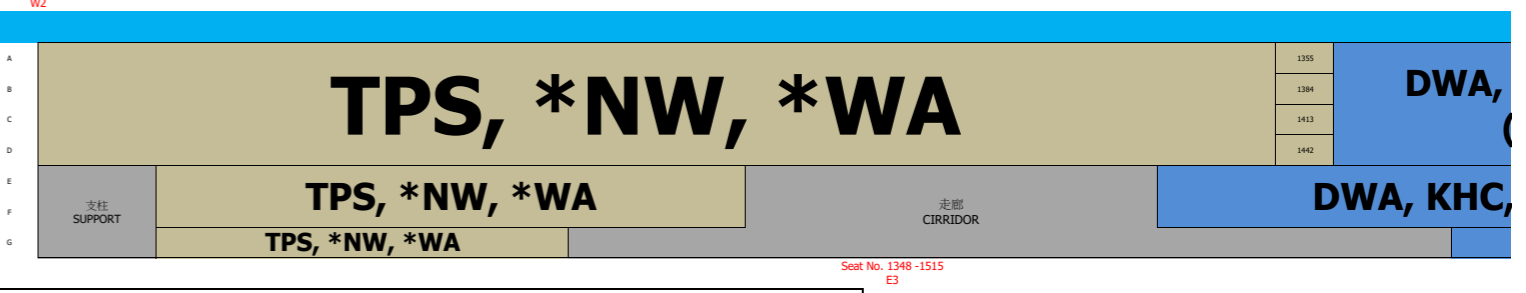 W2
A
B
C
D
E
F
G
TPS, *NW, *WA
1355
1384
1413
1442
DWA,
(
支柱
SUPPORT
TPS, *NW, *WA
走廊
CIRRIDOR
DWA, KHC,
TPS, *NW, *WA
Seat No. 1348 -1515
E3